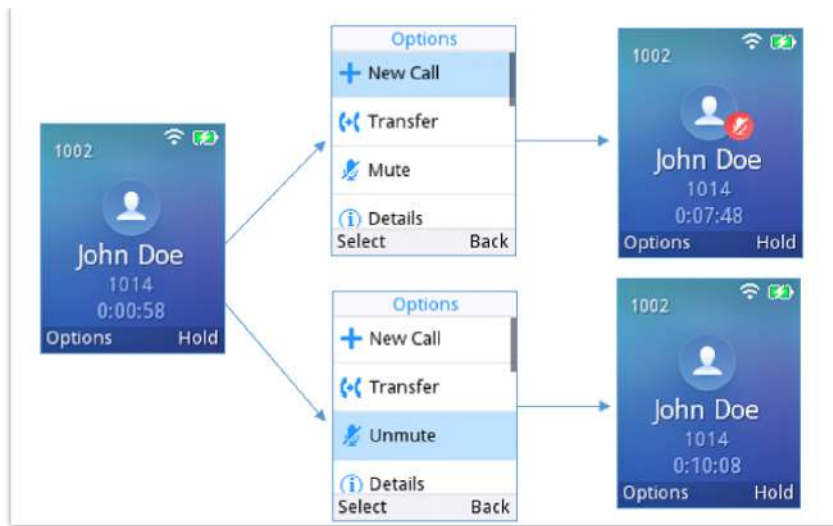 1002
John Doe
1014
0:00:58
Options Hold
Options
New Call
Transfer
Mute
Details
Select Back
1002
John Doe
1014
0:07:48
Options Hold
Options
New Call
Transfer
Unmute
Details
Select Back
1002
John Doe
1014
0:10:08
Options Hold